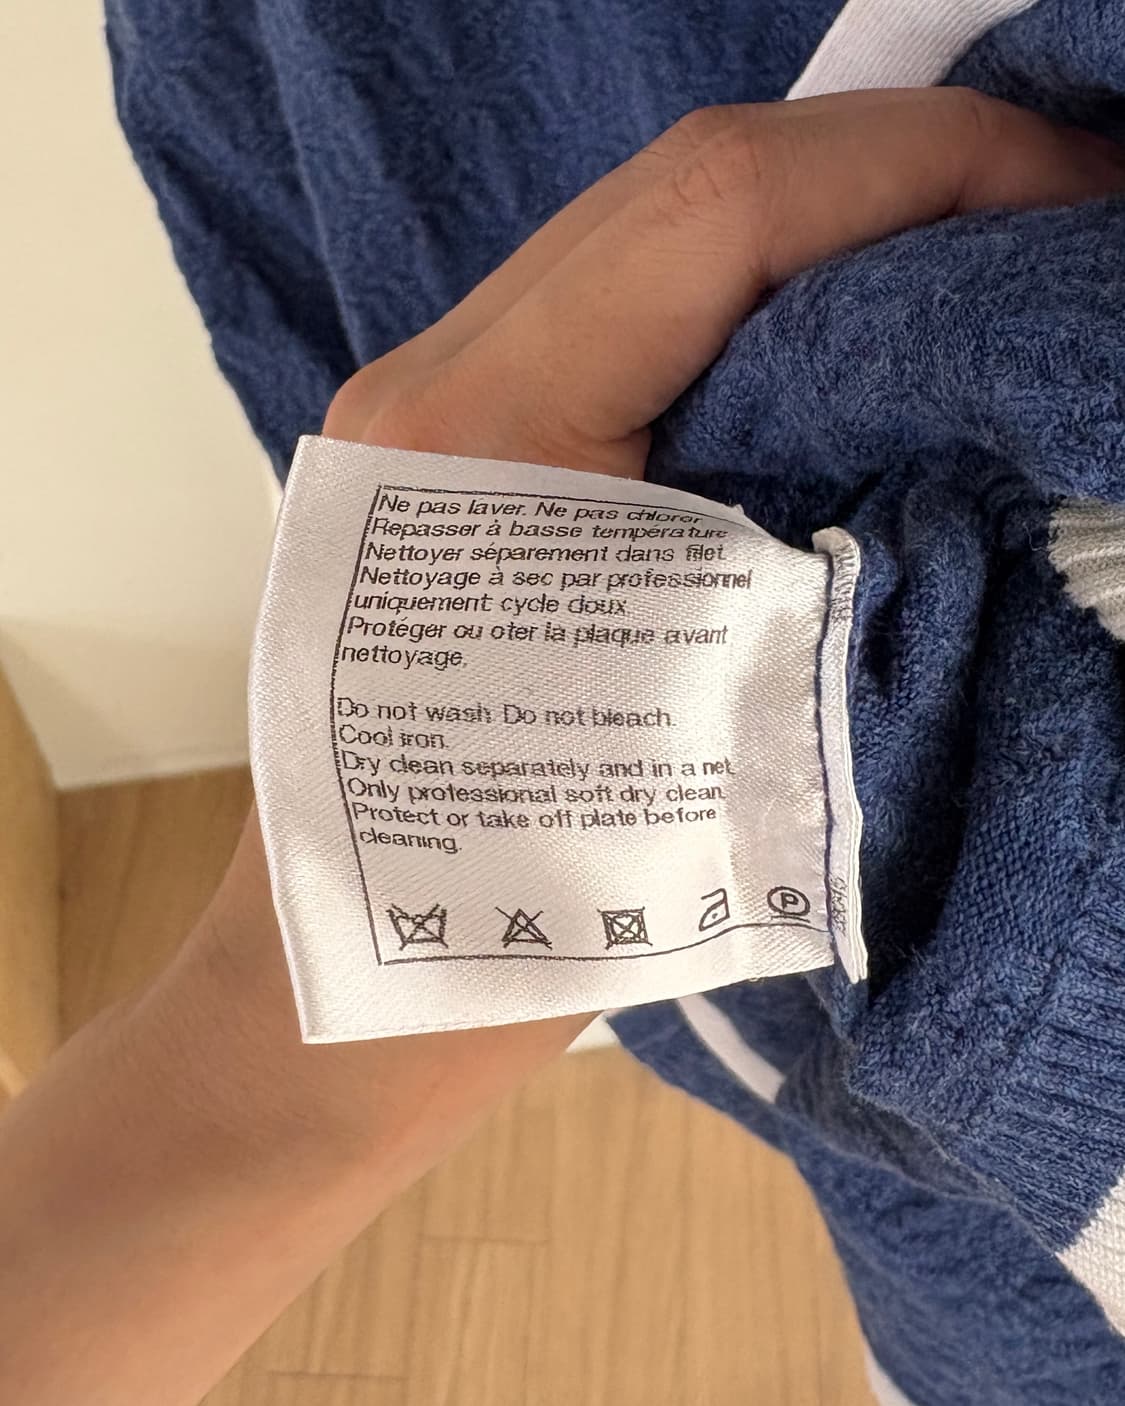 Ne pas laver. Ne pas chlorer
Repasser à basse température
Nettoyer séparement dans filet.
Nettoyage à sec par professionnel
uniquement cycle doux.
Protéger ou oter la plaque avant
nettoyage.
Do not wash. Do not bleach.
Cool iron.
Dry clean separately and in a net.
Only professional soft dry clean.
Protect or take off plate before
cleaning.
P